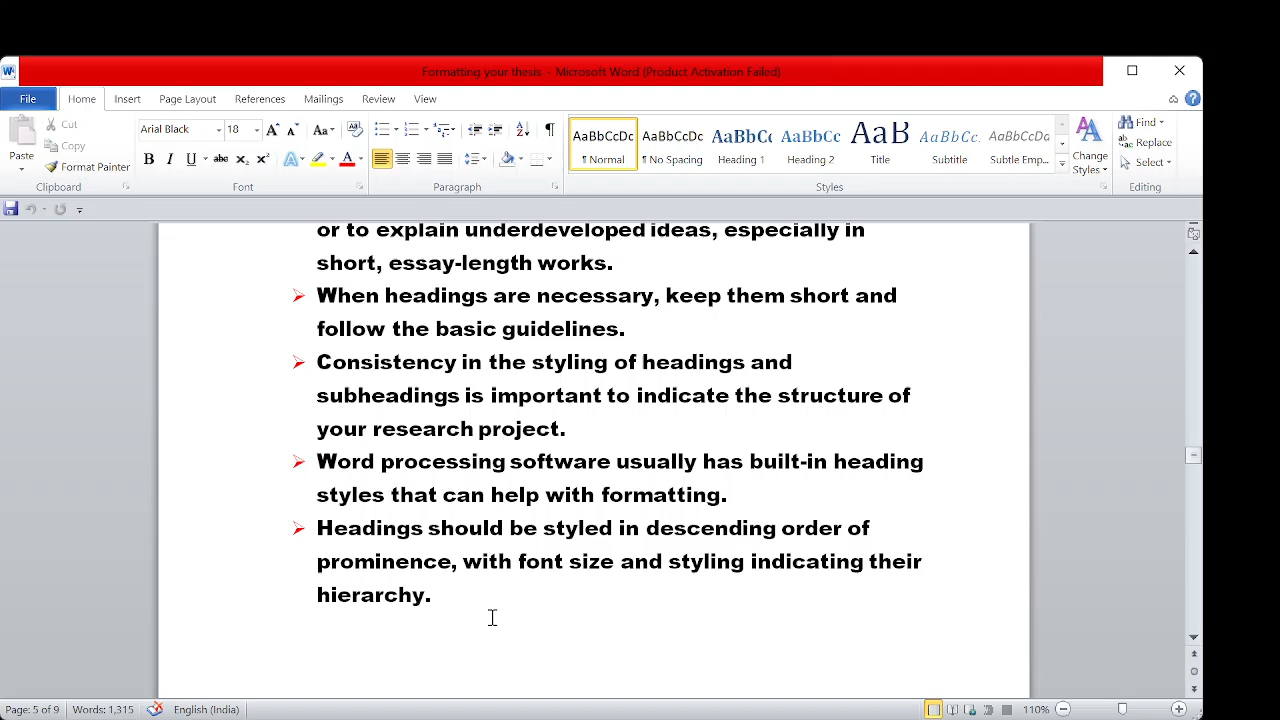 Formatting your thesis - Microsoft Word (Product Activation Failed)
File Home Insert Page Layout References Mailings Review View
Paste
Cut
Copy
Format Painter
Clipboard
Arial Black 18
Font
Paragraph
AaBbCcDc AaBbCcDc AaBbCc AaBbCc AaB AaBbCc. AaBbCcDc
¶ Normal ¶ No Spacing Heading 1 Heading 2 Title Subtitle Subtle Emp...
Change
Styles
Styles
Find
Replace
Select
Editing
or to explain underdeveloped ideas, especially in
short, essay-length works.
When headings are necessary, keep them short and
follow the basic guidelines.
Consistency in the styling of headings and
subheadings is important to indicate the structure of
your research project.
Word processing software usually has built-in heading
styles that can help with formatting.
Headings should be styled in descending order of
prominence, with font size and styling indicating their
hierarchy.
Page: 5 of 9 Words: 1,315 English (India) 110%